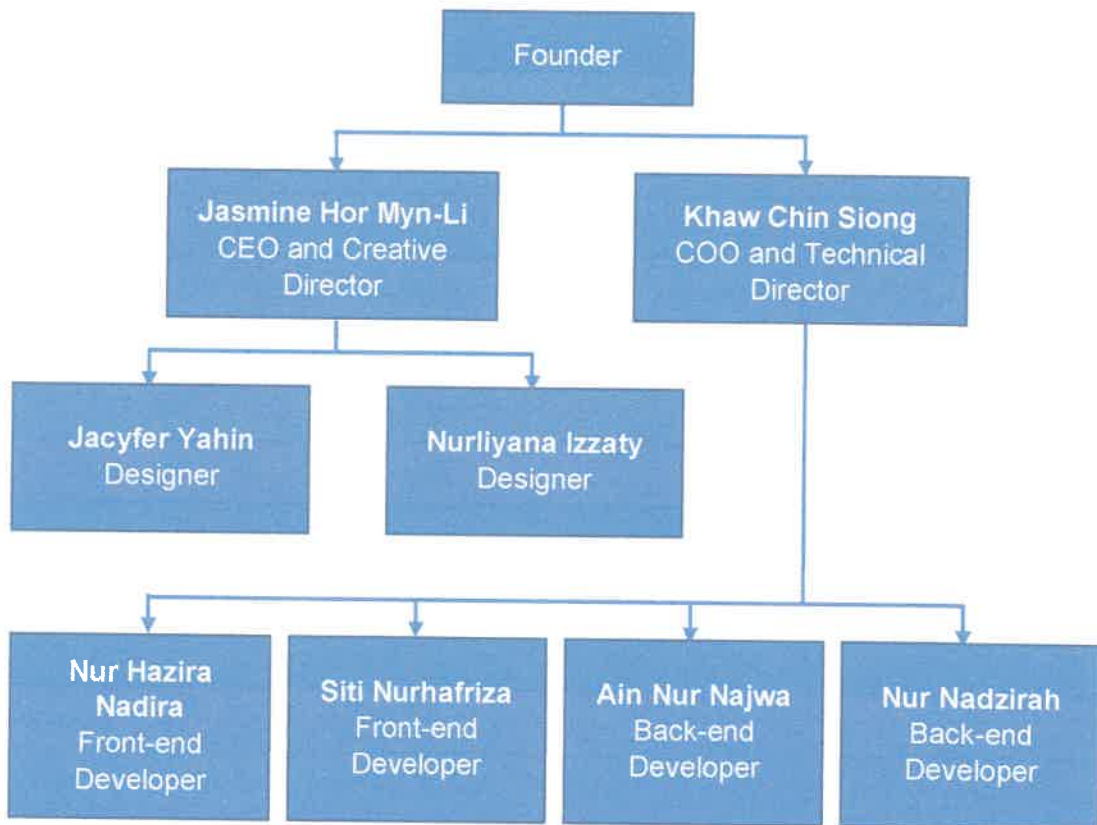 Founder
Jasmine Hor Myn-Li
CEO and Creative
Director
Khaw Chin Siong
COO and Technical
Director
Jacyfer Yahin
Designer
Nurliyana Izzaty
Designer
Nur Hazira
Nadira
Front-end
Developer
Siti Nurhafriza
Front-end
Developer
Ain Nur Najwa
Back-end
Developer
Nur Nadzirah
Back-end
Developer